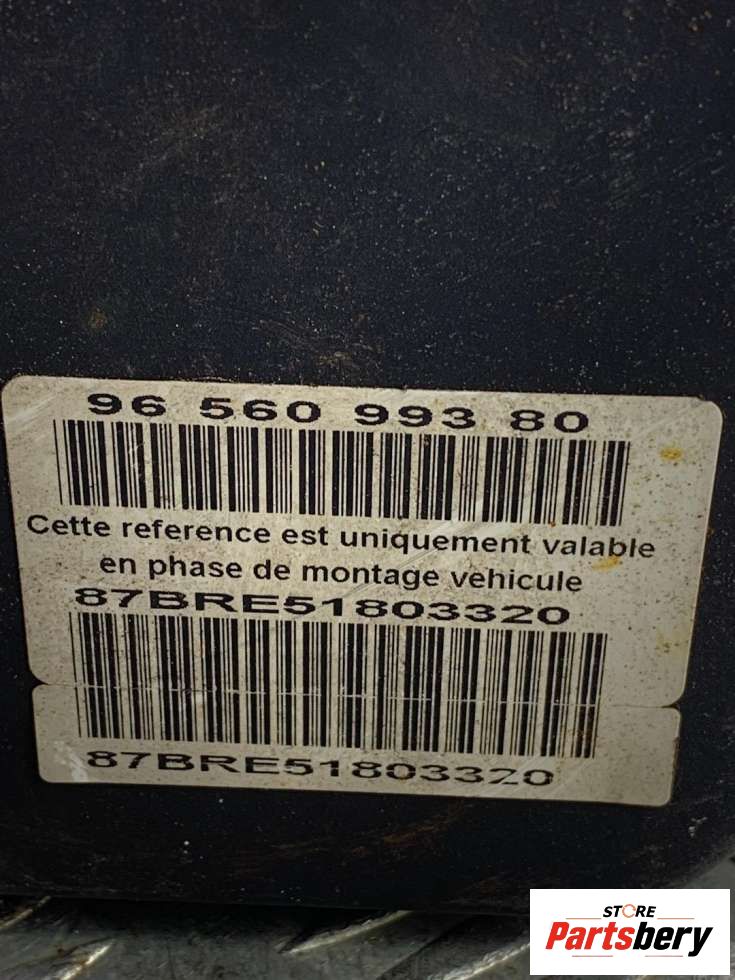 96 560 993 80
Cette reference est uniquement valable
en phase de montage vehicule
87BRE51803320
87BRE51803320
STORE
Partsbery